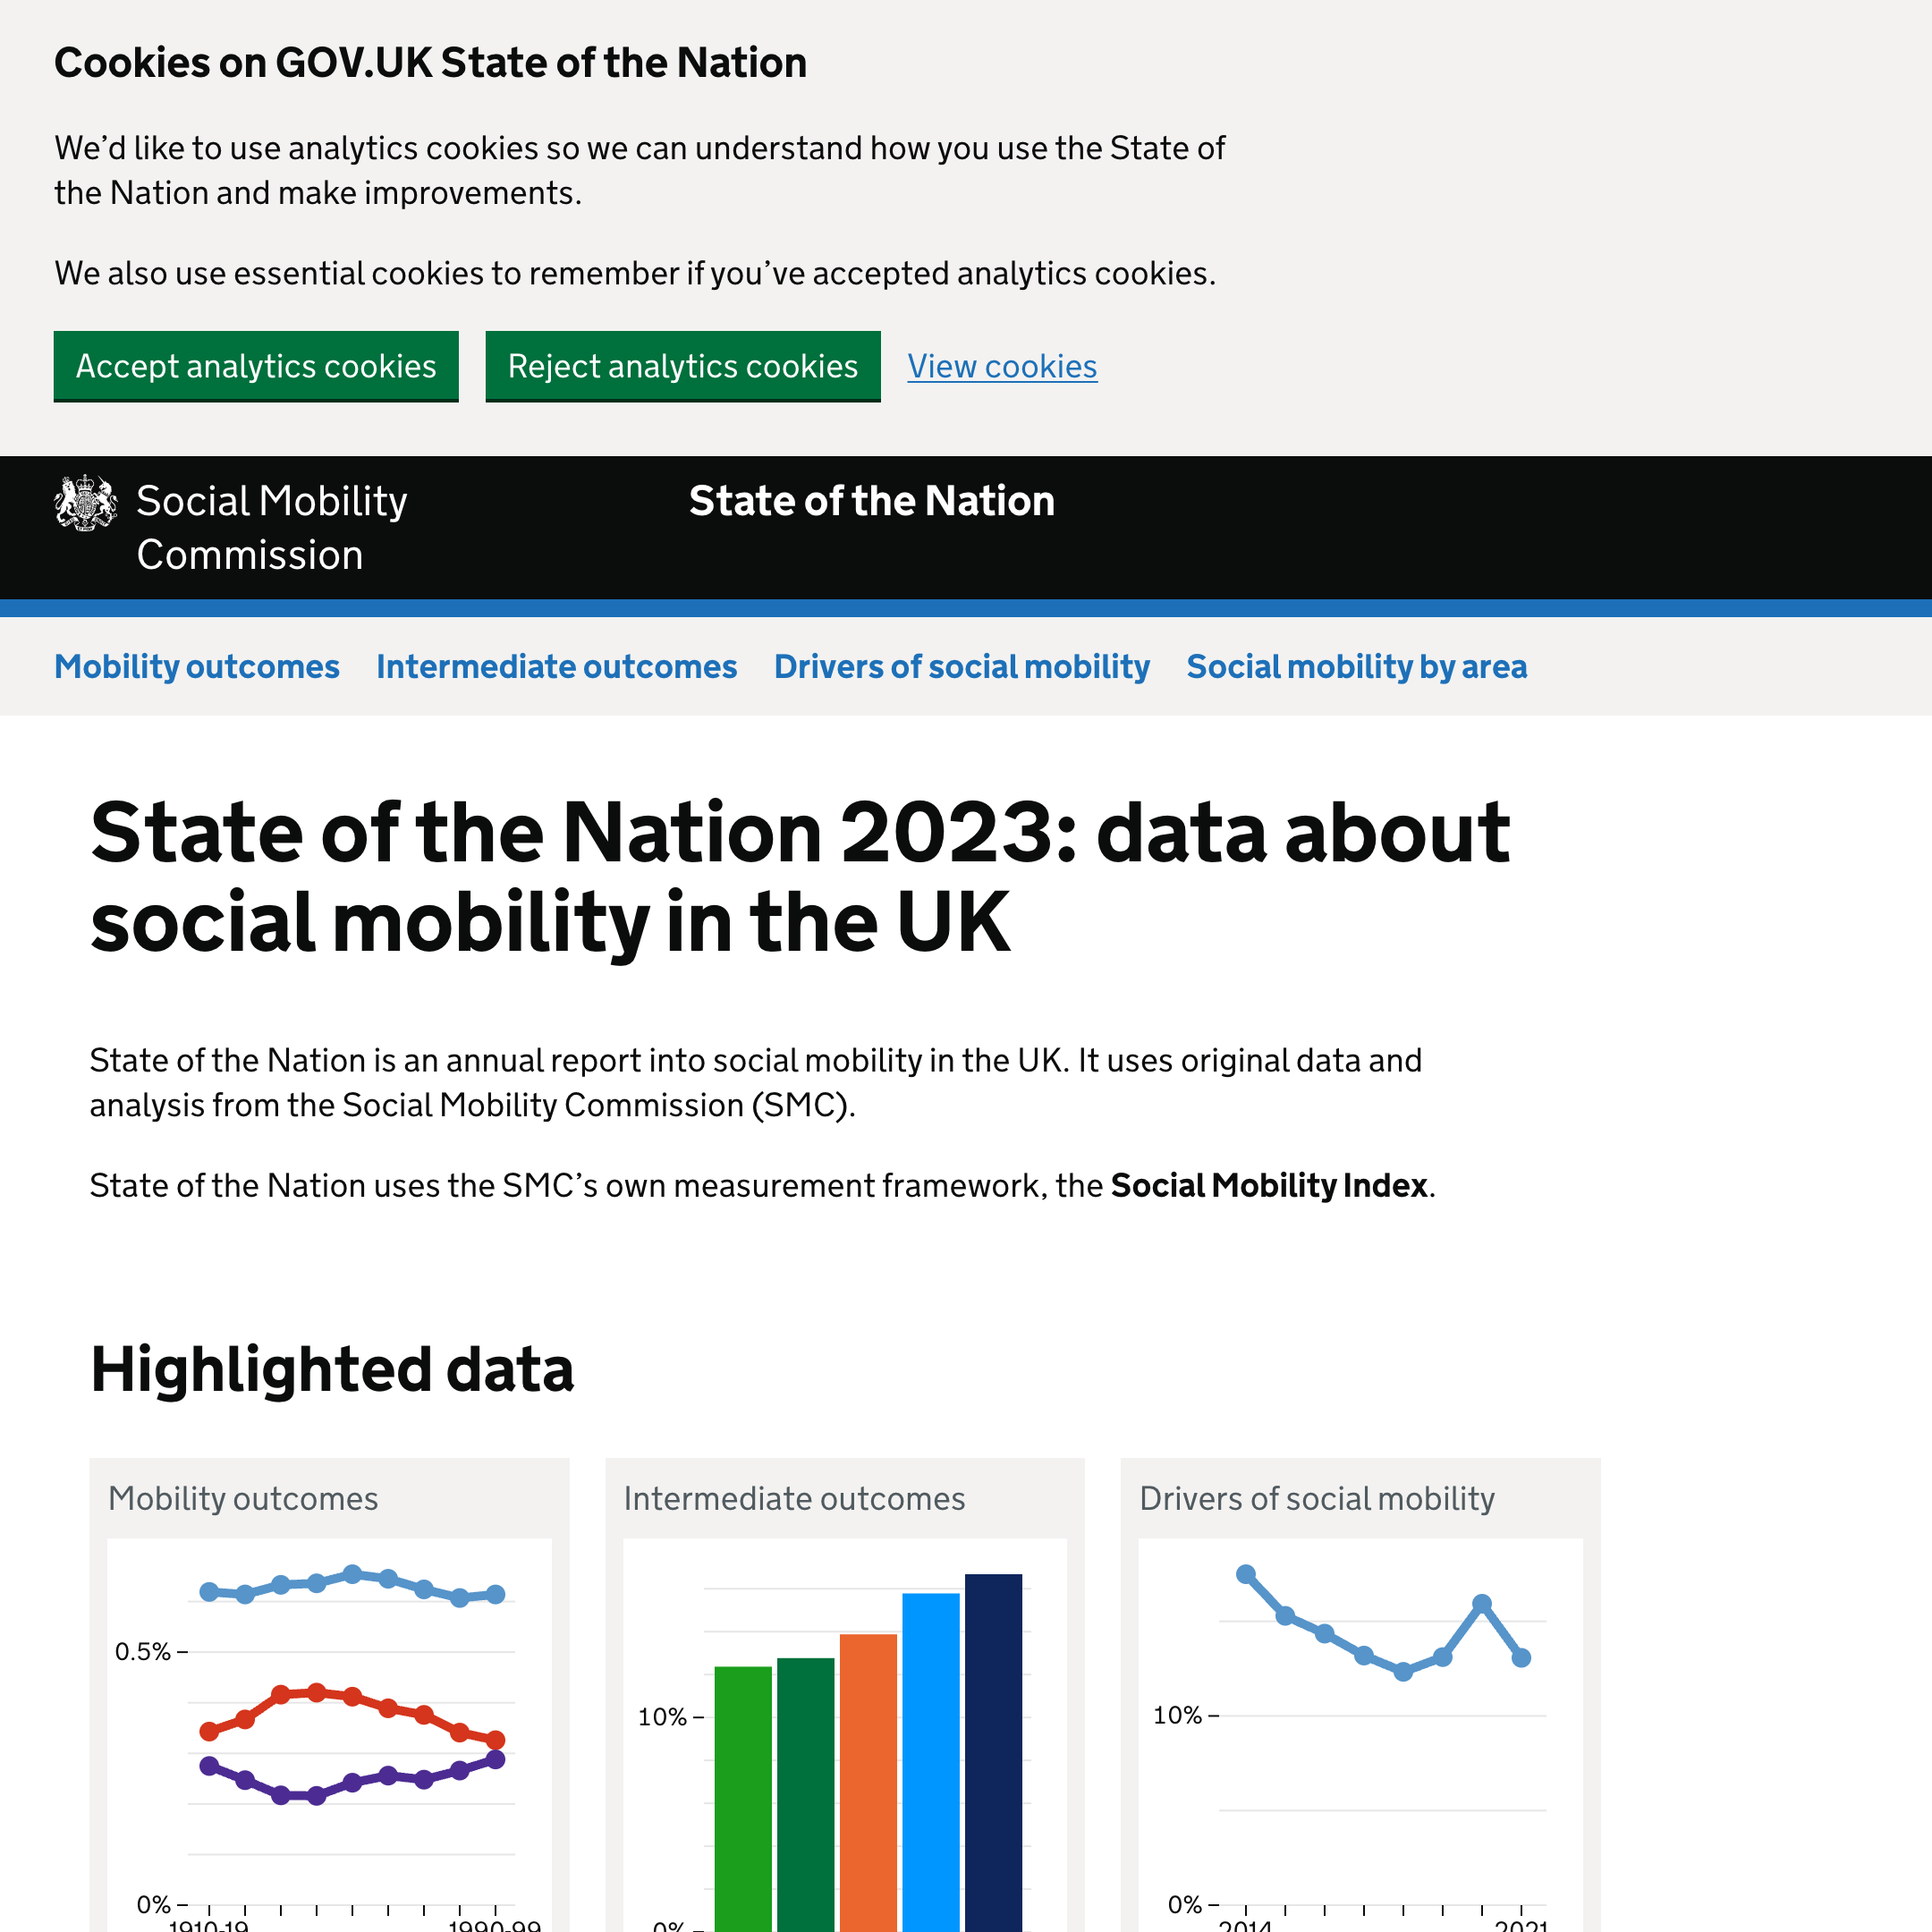 Cookies on GOV.UK State of the Nation
We’d like to use analytics cookies so we can understand how you use the State of
the Nation and make improvements.
We also use essential cookies to remember if you’ve accepted analytics cookies.
Accept analytics cookies
Reject analytics cookies
View cookies
Social Mobility
Commission
State of the Nation
Mobility outcomes
Intermediate outcomes
Drivers of social mobility
Social mobility by area
State of the Nation 2023: data about
social mobility in the UK
State of the Nation is an annual report into social mobility in the UK. It uses original data and
analysis from the Social Mobility Commission (SMC).
State of the Nation uses the SMC’s own measurement framework, the Social Mobility Index.
Highlighted data
Mobility outcomes
0.5%
0%
1910-19
1990-99
Intermediate outcomes
10%
0%
Drivers of social mobility
10%
0%
2014
2021